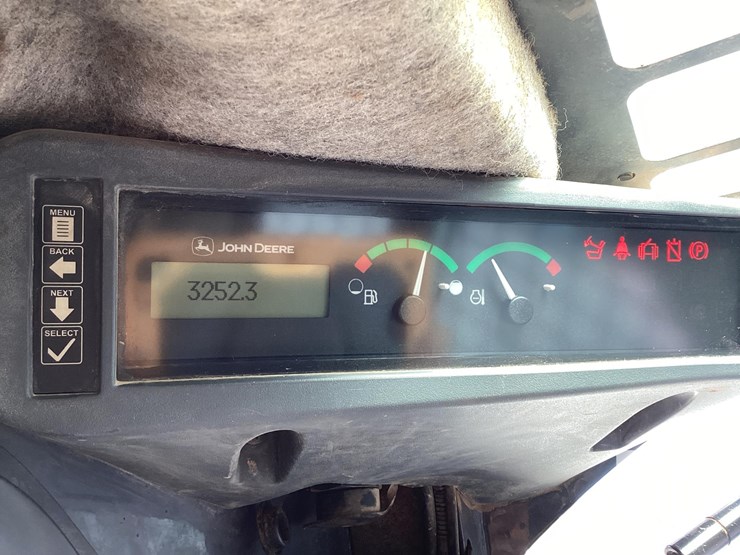 MENU
BACK
NEXT
SELECT
JOHN DEERE
3252.3
P